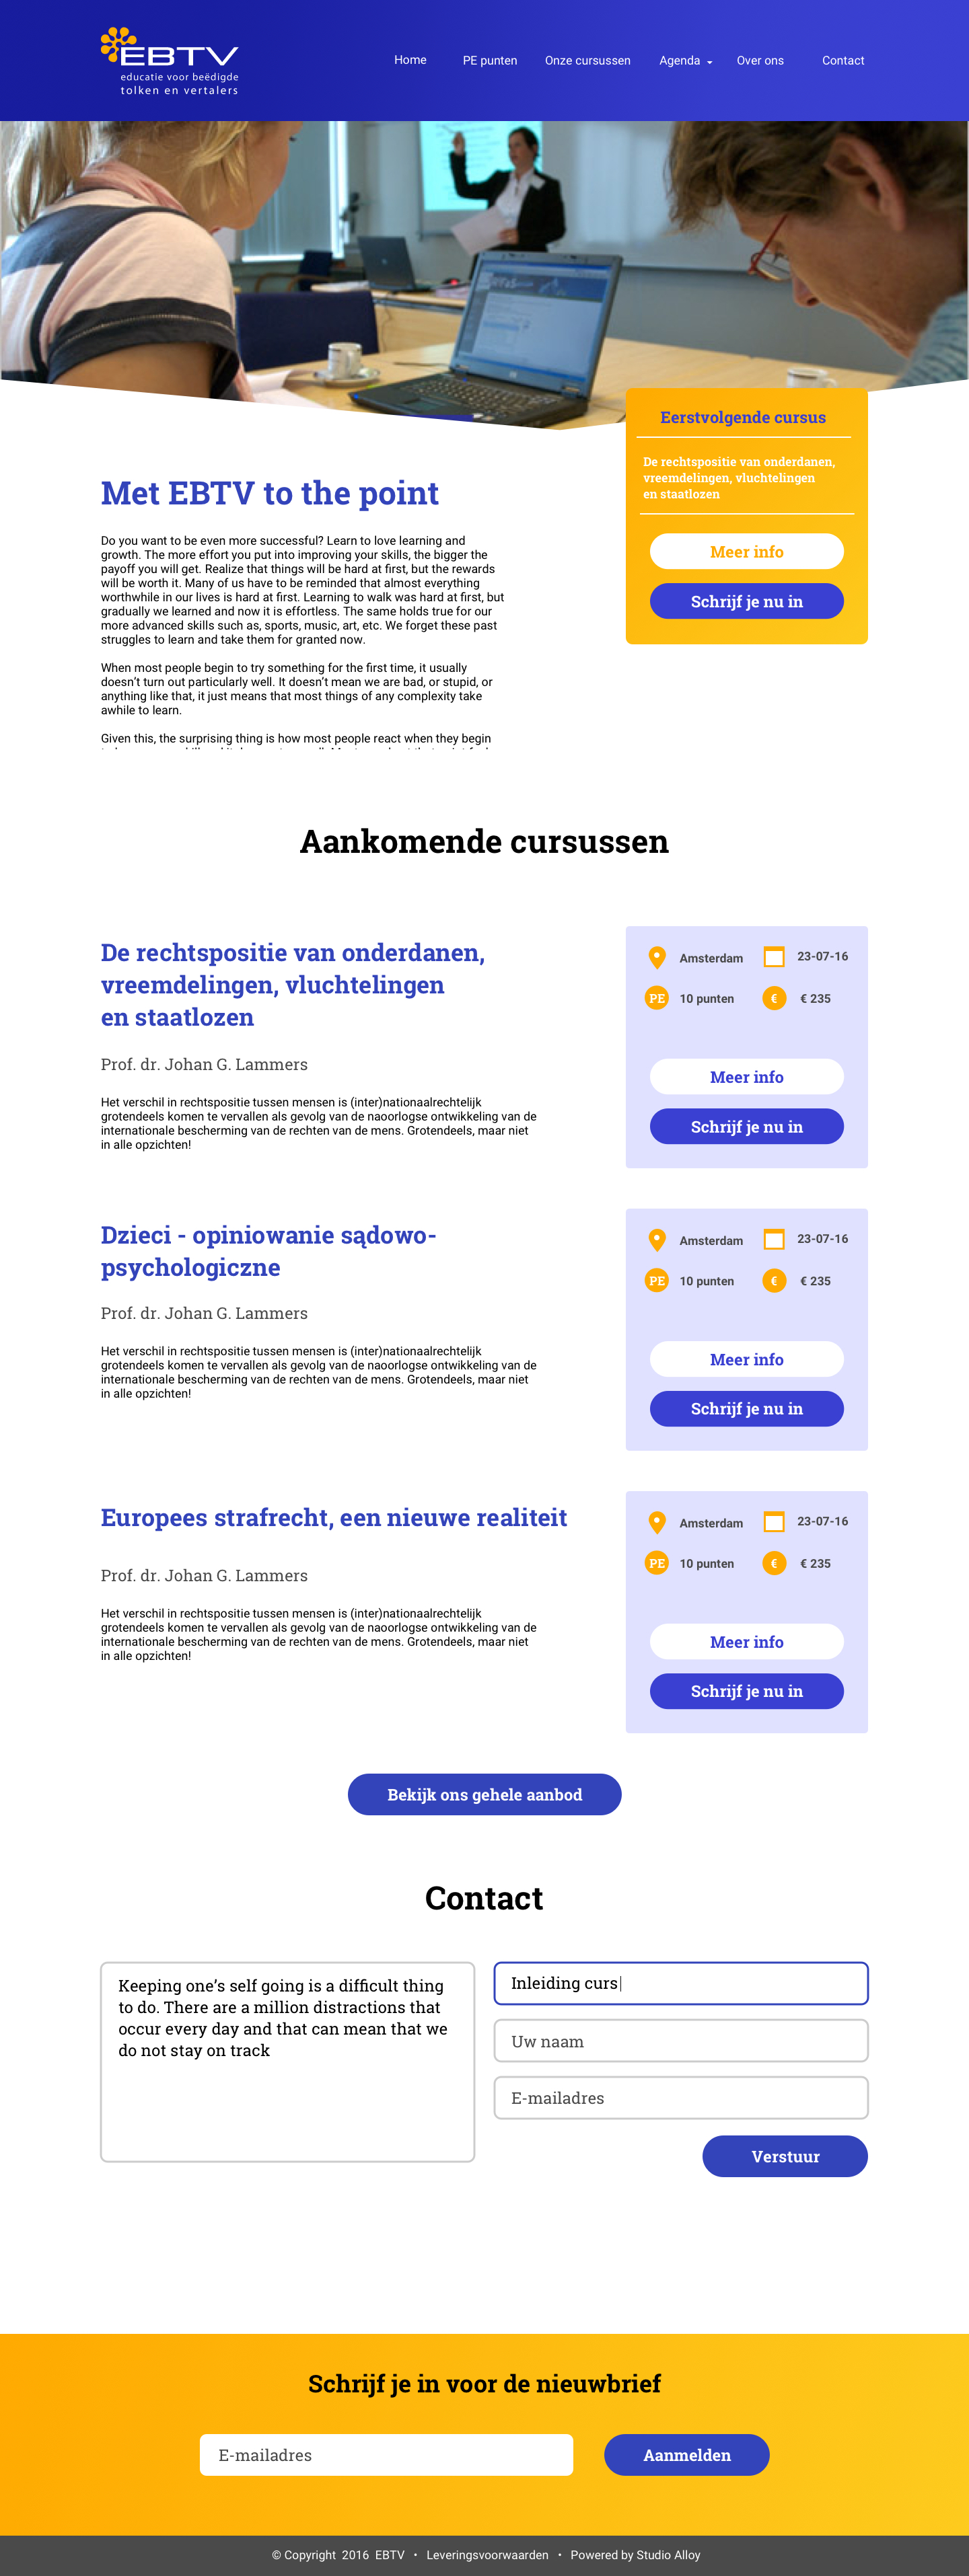 EBTV
educatie voor beëdigde
tolken en vertalers
Home
PE punten
Onze cursussen
Agenda
Over ons
Contact
Eerstvolgende cursus
De rechtspositie van onderdanen,
vreemdelingen, vluchtelingen
en staatlozen
Meer info
Schrijf je nu in
Met EBTV to the point
Do you want to be even more successful? Learn to love learning and
growth. The more effort you put into improving your skills, the bigger the
payoff you will get. Realize that things will be hard at first, but the rewards
will be worth it. Many of us have to be reminded that almost everything
worthwhile in our lives is hard at first. Learning to walk was hard at first, but
gradually we learned and now it is effortless. The same holds true for our
more advanced skills such as, sports, music, art, etc. We forget these past
struggles to learn and take them for granted now.
When most people begin to try something for the first time, it usually
doesn’t turn out particularly well. It doesn’t mean we are bad, or stupid, or
anything like that, it just means that most things of any complexity take
awhile to learn.
Given this, the surprising thing is how most people react when they begin
Aankomende cursussen
De rechtspositie van onderdanen,
vreemdelingen, vluchtelingen
en staatlozen
Prof. dr. Johan G. Lammers
Het verschil in rechtspositie tussen mensen is (inter)nationaalrechtelijk
grotendeels komen te vervallen als gevolg van de naoorlogse ontwikkeling van de
internationale bescherming van de rechten van de mens. Grotendeels, maar niet
in alle opzichten!
Amsterdam
23-07-16
PE 10 punten
€ € 235
Meer info
Schrijf je nu in
Dzieci - opiniowanie sądowo-
psychologiczne
Prof. dr. Johan G. Lammers
Het verschil in rechtspositie tussen mensen is (inter)nationaalrechtelijk
grotendeels komen te vervallen als gevolg van de naoorlogse ontwikkeling van de
internationale bescherming van de rechten van de mens. Grotendeels, maar niet
in alle opzichten!
Amsterdam
23-07-16
PE 10 punten
€ € 235
Meer info
Schrijf je nu in
Europees strafrecht, een nieuwe realiteit
Prof. dr. Johan G. Lammers
Het verschil in rechtspositie tussen mensen is (inter)nationaalrechtelijk
grotendeels komen te vervallen als gevolg van de naoorlogse ontwikkeling van de
internationale bescherming van de rechten van de mens. Grotendeels, maar niet
in alle opzichten!
Amsterdam
23-07-16
PE 10 punten
€ € 235
Meer info
Schrijf je nu in
Bekijk ons gehele aanbod
Contact
Keeping one’s self going is a difficult thing
to do. There are a million distractions that
occur every day and that can mean that we
do not stay on track
Inleiding curs
Uw naam
E-mailadres
Verstuur
Schrijf je in voor de nieuwbrief
E-mailadres
Aanmelden
© Copyright 2016 EBTV • Leveringsvoorwaarden • Powered by Studio Alloy